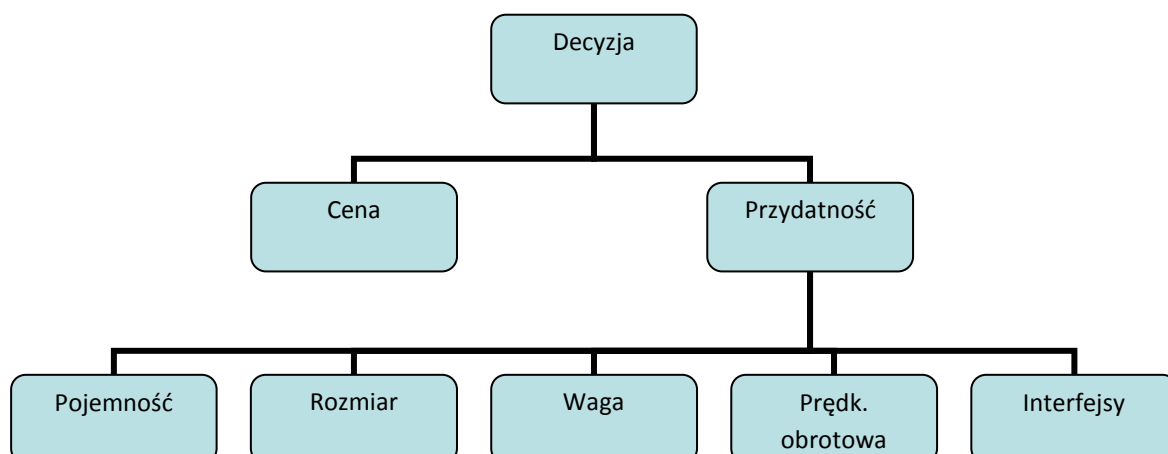 Decyzja
Cena
Przydatność
Pojemność
Rozmiar
Waga
Prędk.
obrotowa
Interfejsy